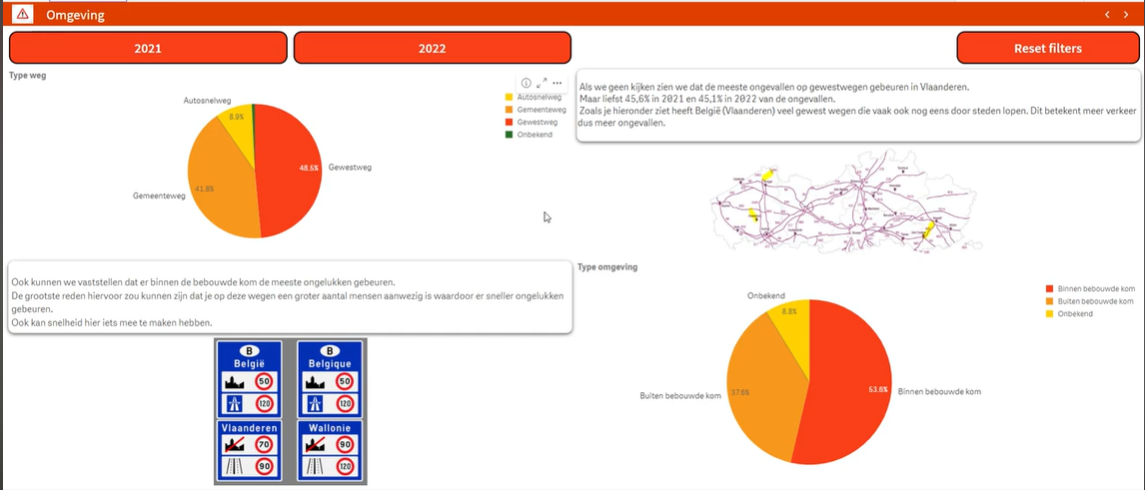 Omgeving
2021
2022
Reset filters
Type weg
Autosnelweg
Gemeenteweg
Gewestweg
Onbekend
Autosnelweg
8.9%
48.5%
Gewestweg
41.8%
Gemeenteweg
Als we geen kijken zien we dat de meeste ongevallen op gewestwegen gebeuren in Vlaanderen.
Maar liefst 45,6% in 2021 en 45,1% in 2022 van de ongevallen.
Zoals je hieronder ziet heeft België (Vlaanderen) veel gewest wegen die vaak ook nog eens door steden lopen. Dit betekent meer verkeer
dus meer ongevallen.
Ook kunnen we vaststellen dat er binnen de bebouwde kom de meeste ongelukken gebeuren.
De grootste reden hiervoor zou kunnen zijn dat je op deze wegen een groter aantal mensen aanwezig is waardoor er sneller ongelukken
gebeuren.
Ook kan snelheid hier iets mee te maken hebben.
Type omgeving
Binnen bebouwde kom
Buiten bebouwde kom
Onbekend
Onbekend
8.8%
Buiten bebouwde kom
37.6%
53.6%
Binnen bebouwde kom
B
België
50
120
B
Belgique
50
120
Vlaanderen
70
90
Wallonie
90
120